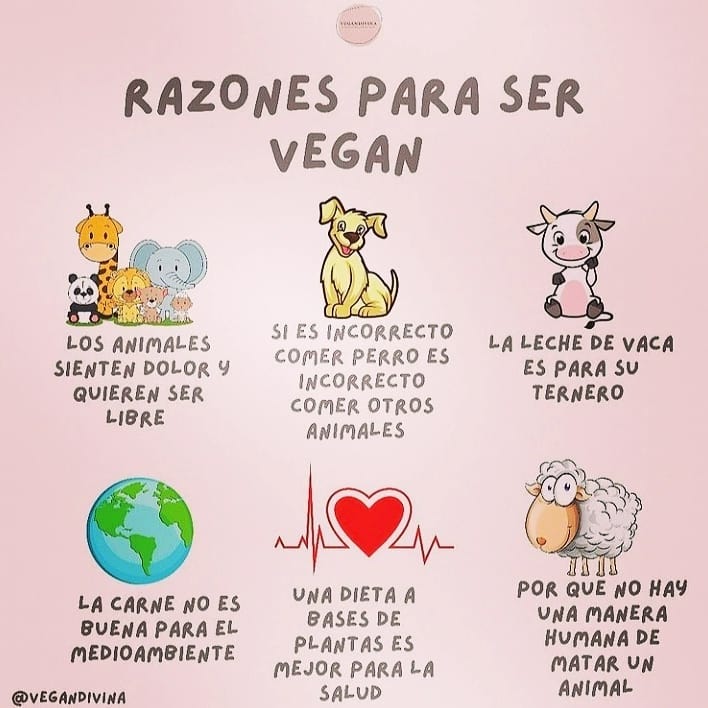 VEGANDIVINA
RAZONES PARA SER
VEGAN
LOS ANIMALES
SIENTEN DOLOR Y
QUIEREN SER
LIBRE
SI ES INCORRECTO
COMER PERRO ES
INCORRECTO
COMER OTROS
ANIMALES
LA LECHE DE VACA
ES PARA SU
TERNERO
LA CARNE NO ES
BUENA PARA EL
MEDIOAMBIENTE
UNA DIETA A
BASES DE
PLANTAS ES
MEJOR PARA LA
SALUD
POR QUE NO HAY
UNA MANERA
HUMANA DE
MATAR UN
ANIMAL
@VEGANDIVINA